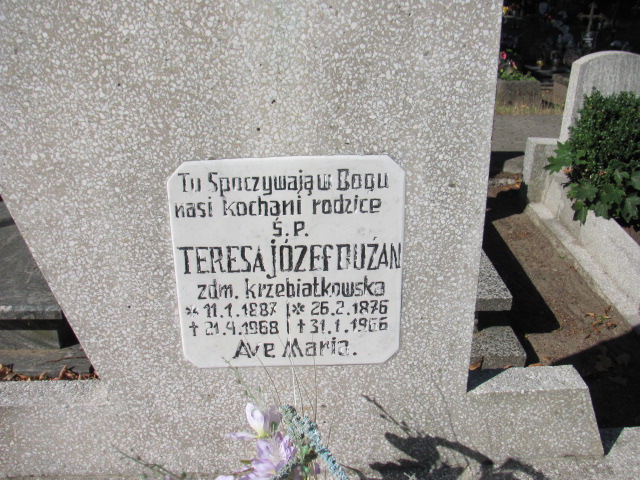 Tu Spoczywają w Bogu
nasi kochani rodzice
Ś.P.
TERESA JÓZEF DUŻAN
zdm. krzebiatkowska
* 11.1.1887 * 26.2.1876
† 21.4.1968 † 31.1.1966
Ave Maria.